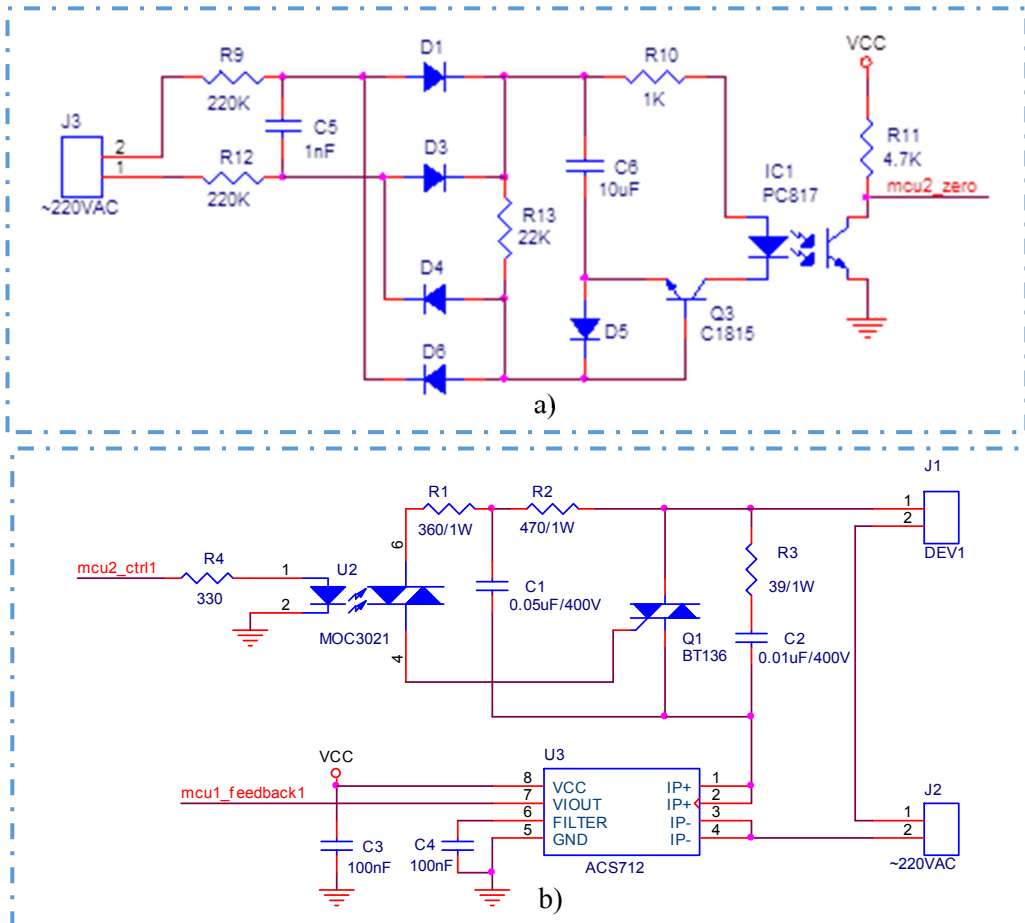 D1
R9
220K
R10
1K
VCC
J3
2
1
~220VAC
C5
1nF
R12
220K
D3
C6
10uF
R11
4.7K
IC1
PC817
mcu2_zero
R13
22K
D4
D5
Q3
C1815
D6
a)
J1
1
2
DEV1
R1
360/1W
R2
470/1W
R3
39/1W
6
mcu2_ctrl1
R4
330
1
2
U2
MOC3021
4
C1
0.05uF/400V
Q1
BT136
C2
0.01uF/400V
VCC
U3
mcu1_feedback1
8
7
6
5
VCC
VIOUT
FILTER
GND
IP+
IP+
IP-
IP-
1
2
3
4
ACS712
C3
100nF
C4
100nF
J2
1
2
~220VAC
b)